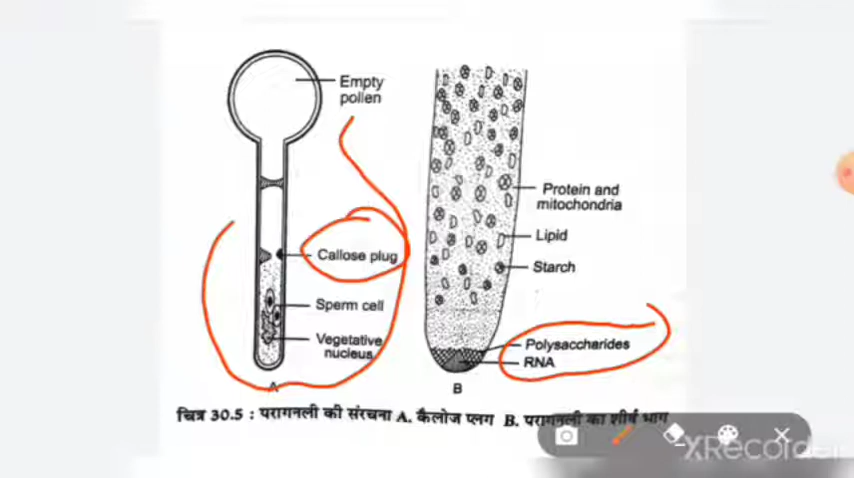 Empty
pollen
Callose plug
Sperm cell
Vegetative
nucleus
A
Protein and
mitochondria
Lipid
Starch
Polysaccharides
RNA
B
चित्र 30.5 : परागनली की संरचना A. कैलोज प्लग B. परागनली का शीर्ष भाग
XRecorder